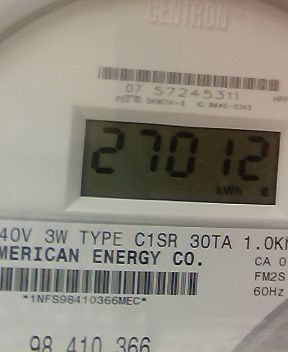 CENTRON
07 57245311
27012
kWh
40V 3W TYPE C1SR 30TA 1.0K
MERICAN ENERGY CO.
CA 0
FM2S
60Hz
*1NFS98410366MEC*
98 410 366